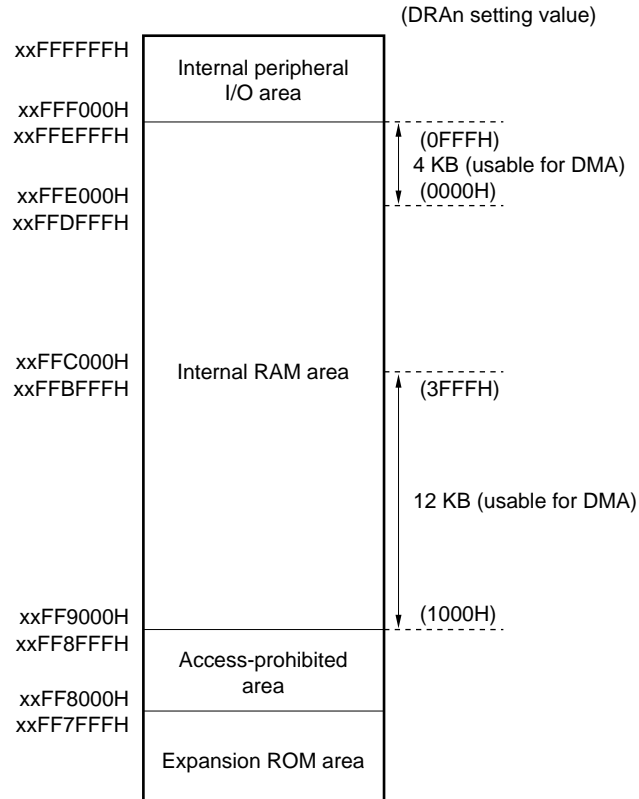 (DRAn setting value)
xxFFFFFFH
Internal peripheral
I/O area
xxFFF000H
xxFFEFFFH
(0FFFH)
4 KB (usable for DMA)
(0000H)
xxFFE000H
xxFFDFFFH
xxFFC000H
xxFFBFFFH
Internal RAM area
(3FFFH)
12 KB (usable for DMA)
xxFF9000H
xxFF8FFFH
(1000H)
Access-prohibited
area
xxFF8000H
xxFF7FFFH
Expansion ROM area